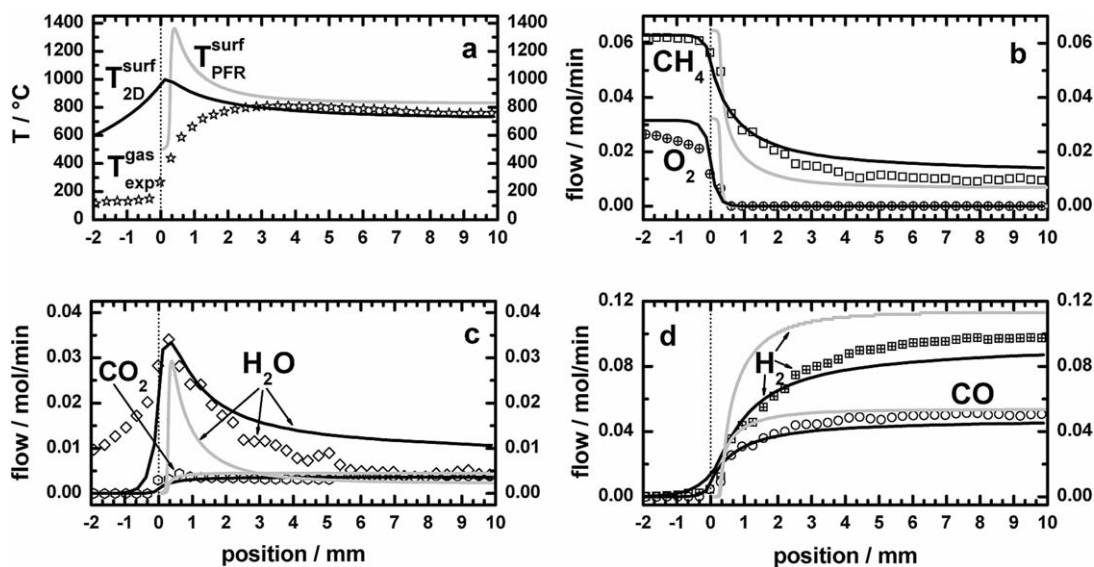 a
T surf 2D
T surf PFR
T gas exp
T / °C
1400
1200
1000
800
600
400
200
0
1400
1200
1000
800
600
400
200
0
-2 -1 0 1 2 3 4 5 6 7 8 9 10
b
CH4
O2
flow / mol/min
0.06
0.04
0.02
0.00
0.06
0.04
0.02
0.00
-2 -1 0 1 2 3 4 5 6 7 8 9 10
c
CO2
H2O
flow / mol/min
0.04
0.03
0.02
0.01
0.00
0.04
0.03
0.02
0.01
0.00
-2 -1 0 1 2 3 4 5 6 7 8 9 10
position / mm
d
H2
CO
flow / mol/min
0.12
0.08
0.04
0.00
0.12
0.08
0.04
0.00
-2 -1 0 1 2 3 4 5 6 7 8 9 10
position / mm